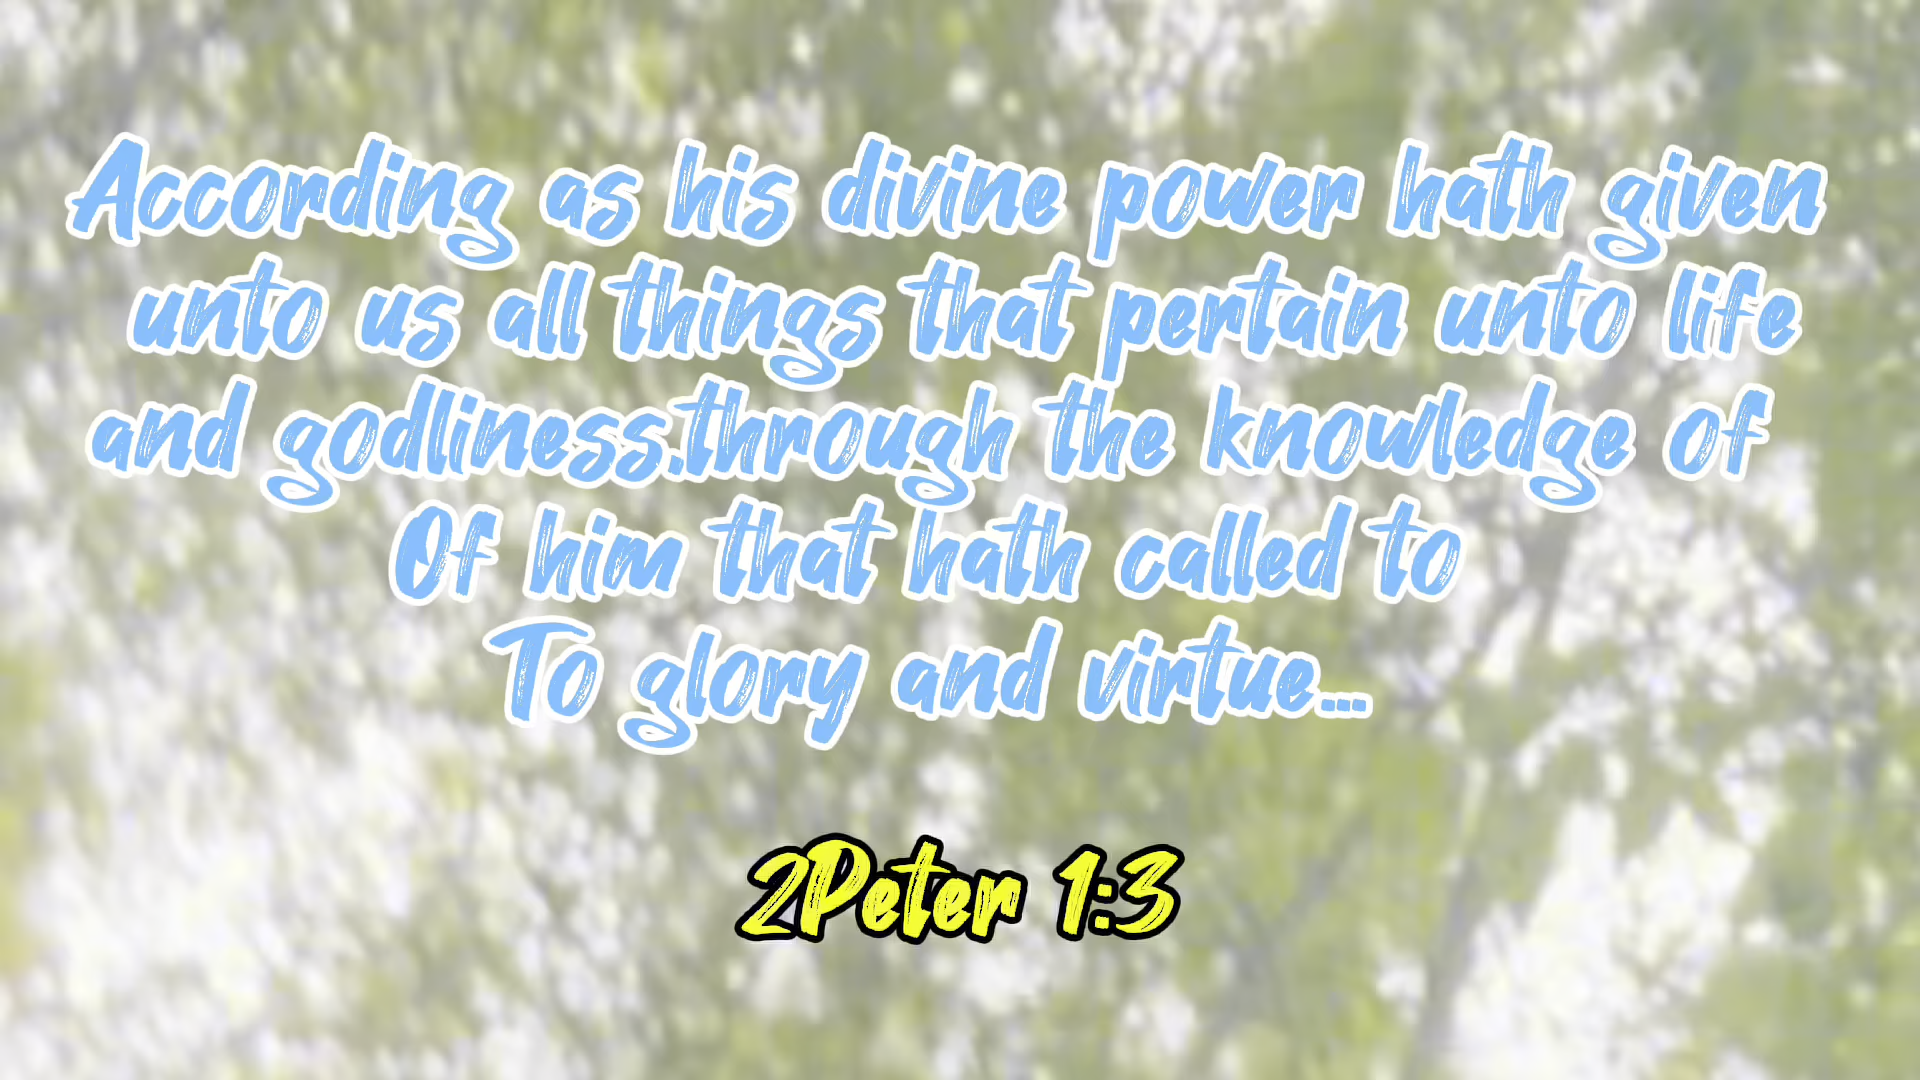 According as his divine power hath given
unto us all things that pertain unto life
and godliness.through the knowledge of
Of him that hath called to
To glory and virtue...
2Peter 1:3